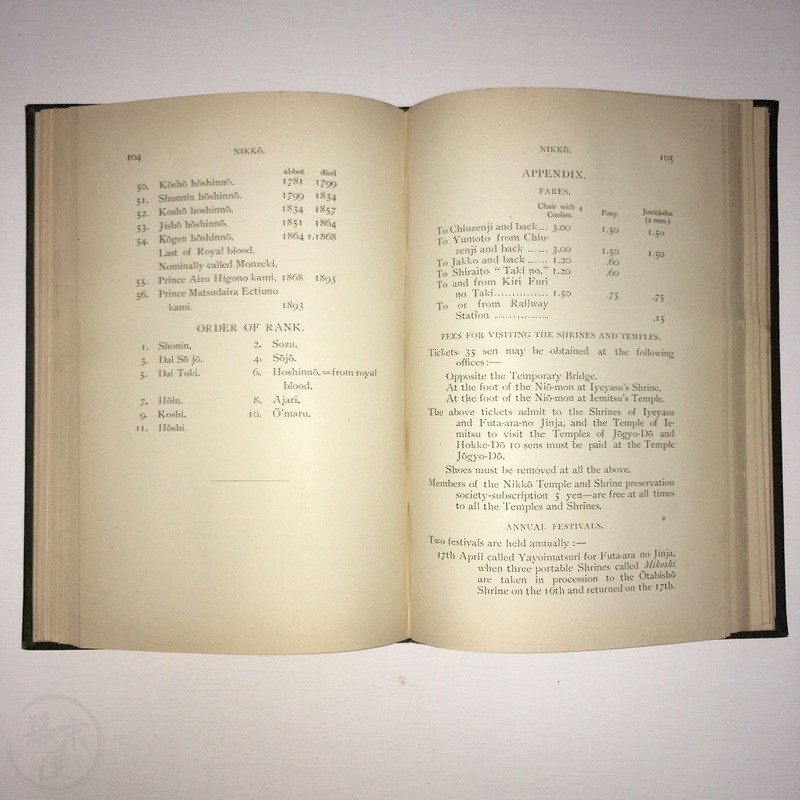 104
NIKKŌ.
abbot died
50. Kōshō hōshinnō. 1781 1799
51. Shunnin hōshinnō. 1799 1834
52. Koshō hoshinnō. 1834 1857
53. Jishō hōshinnō. 1851 1864
54. Kōgen hōshinnō. 1864 r.1868
Last of Royal blood.
Nominally called Monzeki.
55. Prince Aizu Higono kami. 1868 1893
56. Prince Matsudaira Ectiuno
kami. 1893
ORDER OF RANK.
1. Shonin. 2. Sozu.
3. Dai Sō jō. 4. Sōjō.
5. Dai Toki. 6. Hoshinnō.=from royal
blood.
7. Hōin. 8. Ajari.
9. Koshi. 10. Ō'maru.
11. Hōshi.
NIKKŌ.
105
APPENDIX.
FARES.
Chair with 4
Coolies. Pony. Jinricksha.
(2 men.)
To Chiuzenji and back... 3.00 1.50 1.50
To Yumoto from Chiu-
zenji and back ...... 3.00 1.50 1.50
To Jakko and back ...... 1.20 .60
To Shiraito "Taki no." 1.20 .60
To and from Kiri Furi
no Taki............... 1.50 .75 .75
To or from Railway
Station ............... .15
FEES FOR VISITING THE SHRINES AND TEMPLES.
Tickets 35 sen may be obtained at the following
offices:—
Opposite the Temporary Bridge.
At the foot of the Niō-mon at Iyeyasu's Shrine.
At the foot of the Niō-mon at Iemitsu's Temple.
The above tickets admit to the Shrines of Iyeyasu
and Futa-ara-no Jinja, and the Temple of Ie-
mitsu to visit the Temples of Jōgyo-Dō and
Hokke-Dō 10 sens must be paid at the Temple
Jōgyo-Dō.
Shoes must be removed at all the above.
Members of the Nikkō Temple and Shrine preservation
society-subscription 5 yen—are free at all times
to all the Temples and Shrines.
ANNUAL FESTIVALS.
Two festivals are held annually :—
17th April called Yayoimatsuri for Futa-ara no Jinja,
when three portable Shrines called Mikoshi
are taken in procession to the Ōtabishō
Shrine on the 16th and returned on the 17th.
幕末屋